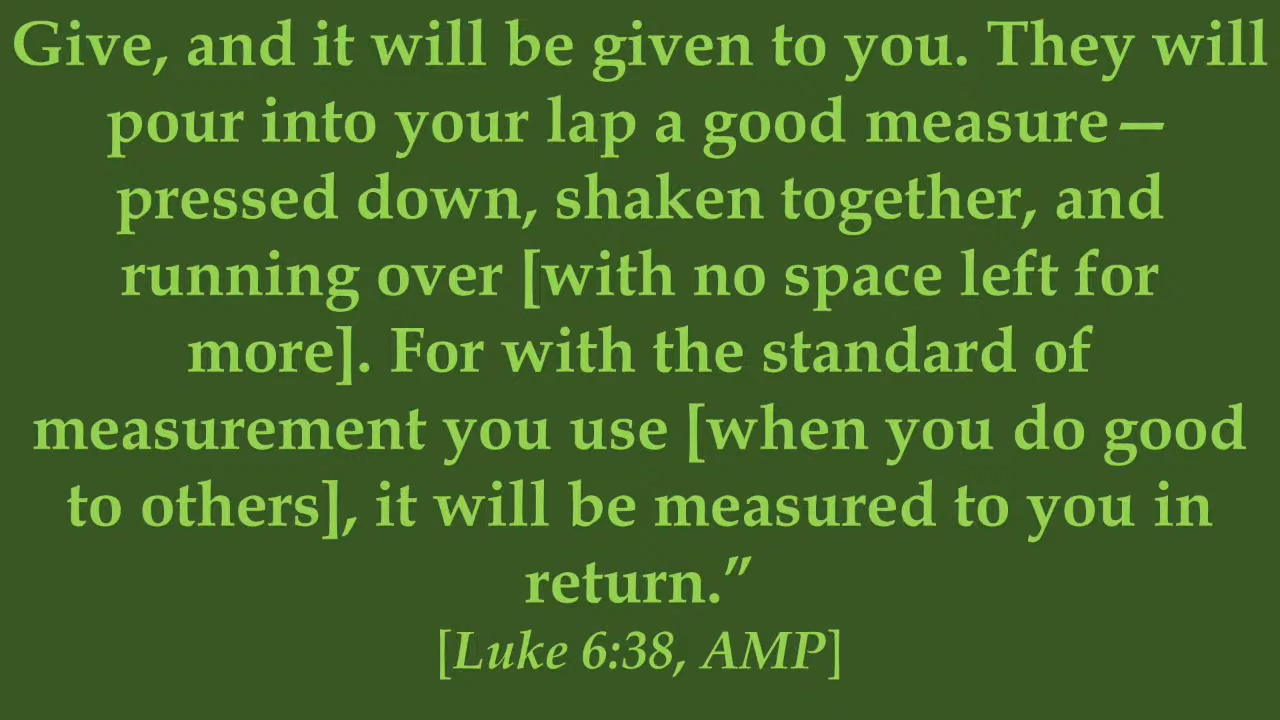 Give, and it will be given to you. They will
pour into your lap a good measure—
pressed down, shaken together, and
running over [with no space left for
more]. For with the standard of
measurement you use [when you do good
to others], it will be measured to you in
return.”
[Luke 6:38, AMP]